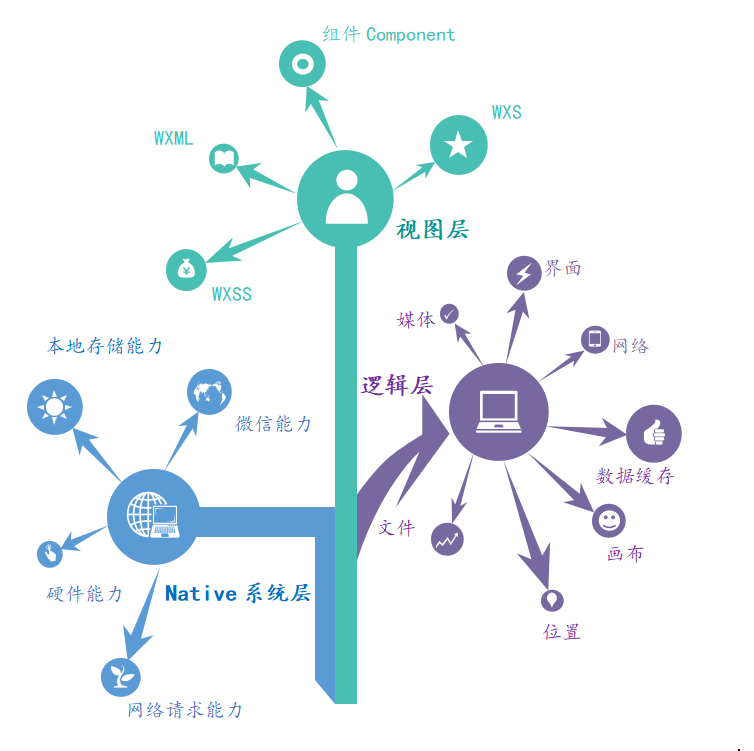 组件 Component
WXS
WXML
视图层
WXSS
界面
媒体
网络
本地存储能力
逻辑层
微信能力
数据缓存
文件
画布
硬件能力
Native 系统层
位置
网络请求能力